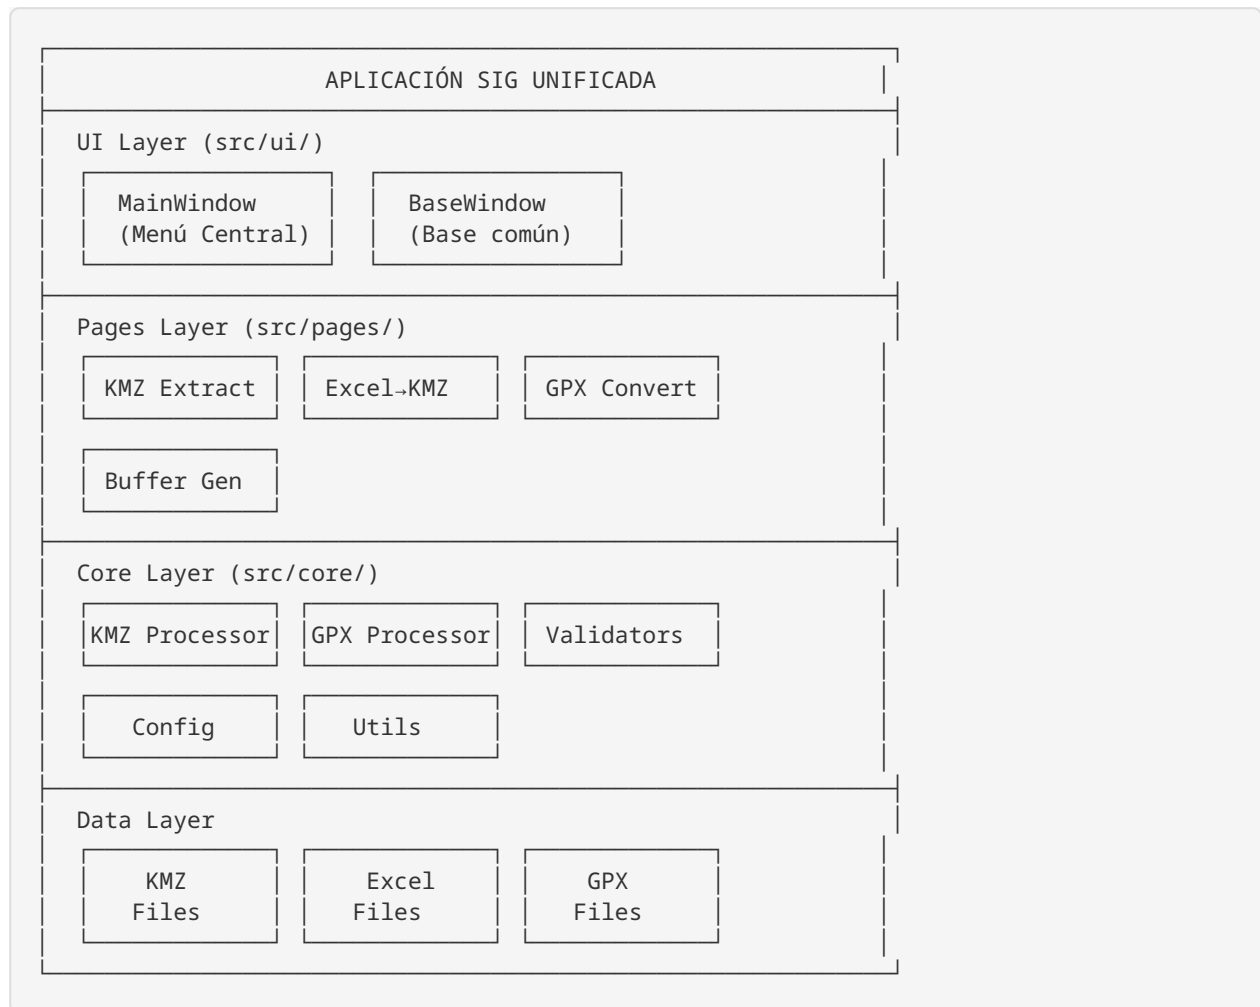 APLICACIÓN SIG UNIFICADA
UI Layer (src/ui/)
MainWindow BaseWindow
(Menú Central) (Base común)
Pages Layer (src/pages/)
KMZ Extract Excel→KMZ GPX Convert
Buffer Gen
Core Layer (src/core/)
KMZ Processor GPX Processor Validators
Config Utils
Data Layer
KMZ Excel GPX
Files Files Files